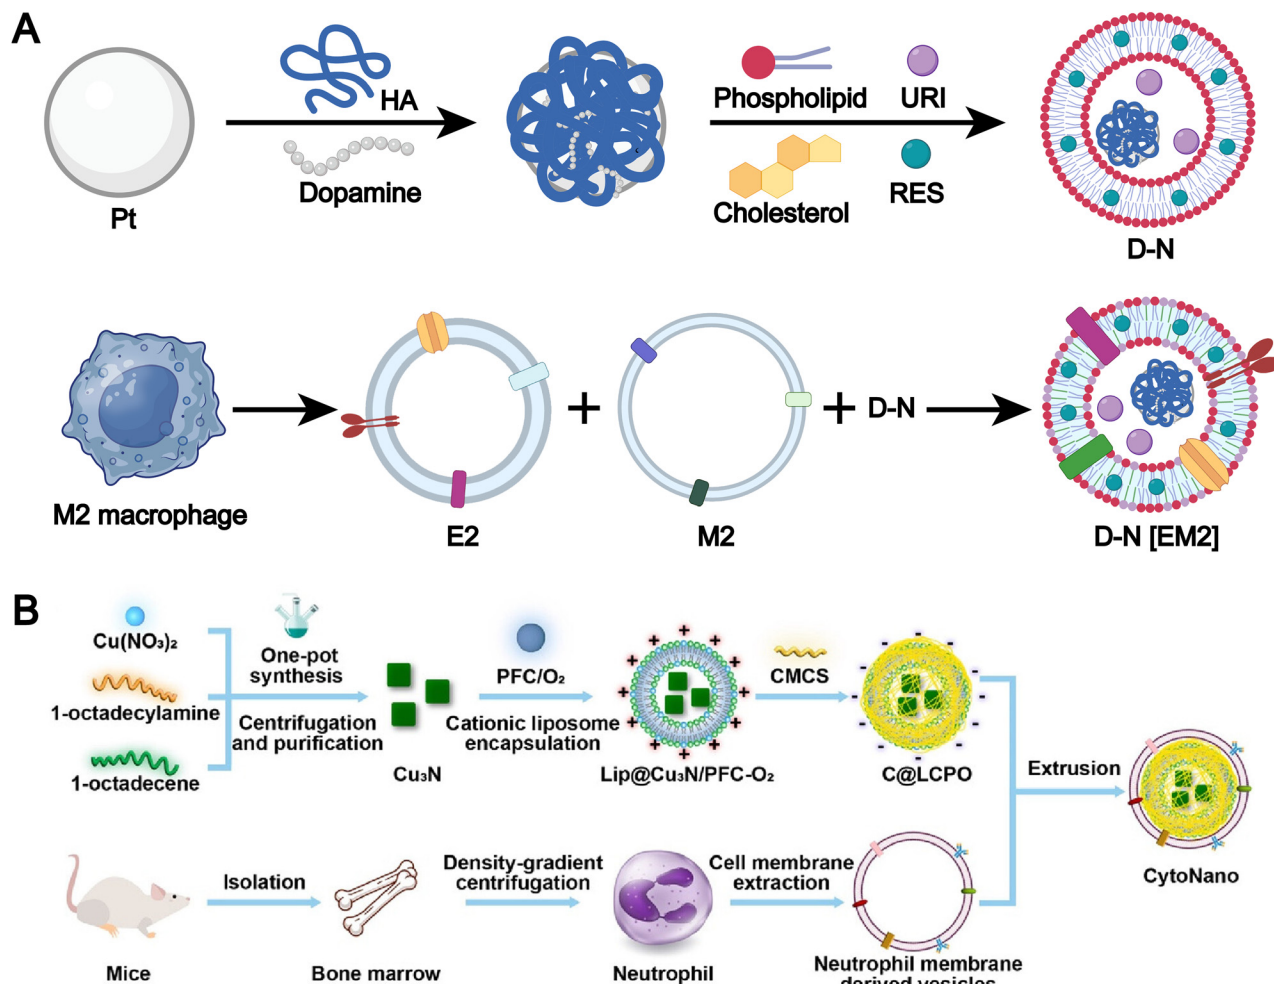 A
HA
Dopamine
Pt
Phospholipid
URI
Cholesterol
RES
D-N
M2 macrophage
E2
+
M2
+
D-N
D-N [EM2]
B
Cu(NO₃)₂
1-octadecylamine
1-octadecene
One-pot
synthesis
Centrifugation
and purification
Cu₃N
PFC/O₂
Cationic liposome
encapsulation
Lip@Cu₃N/PFC-O₂
CMCS
C@LCPO
Extrusion
CytoNano
Mice
Isolation
Bone marrow
Density-gradient
centrifugation
Neutrophil
Cell membrane
extraction
Neutrophil membrane
derived vesicles